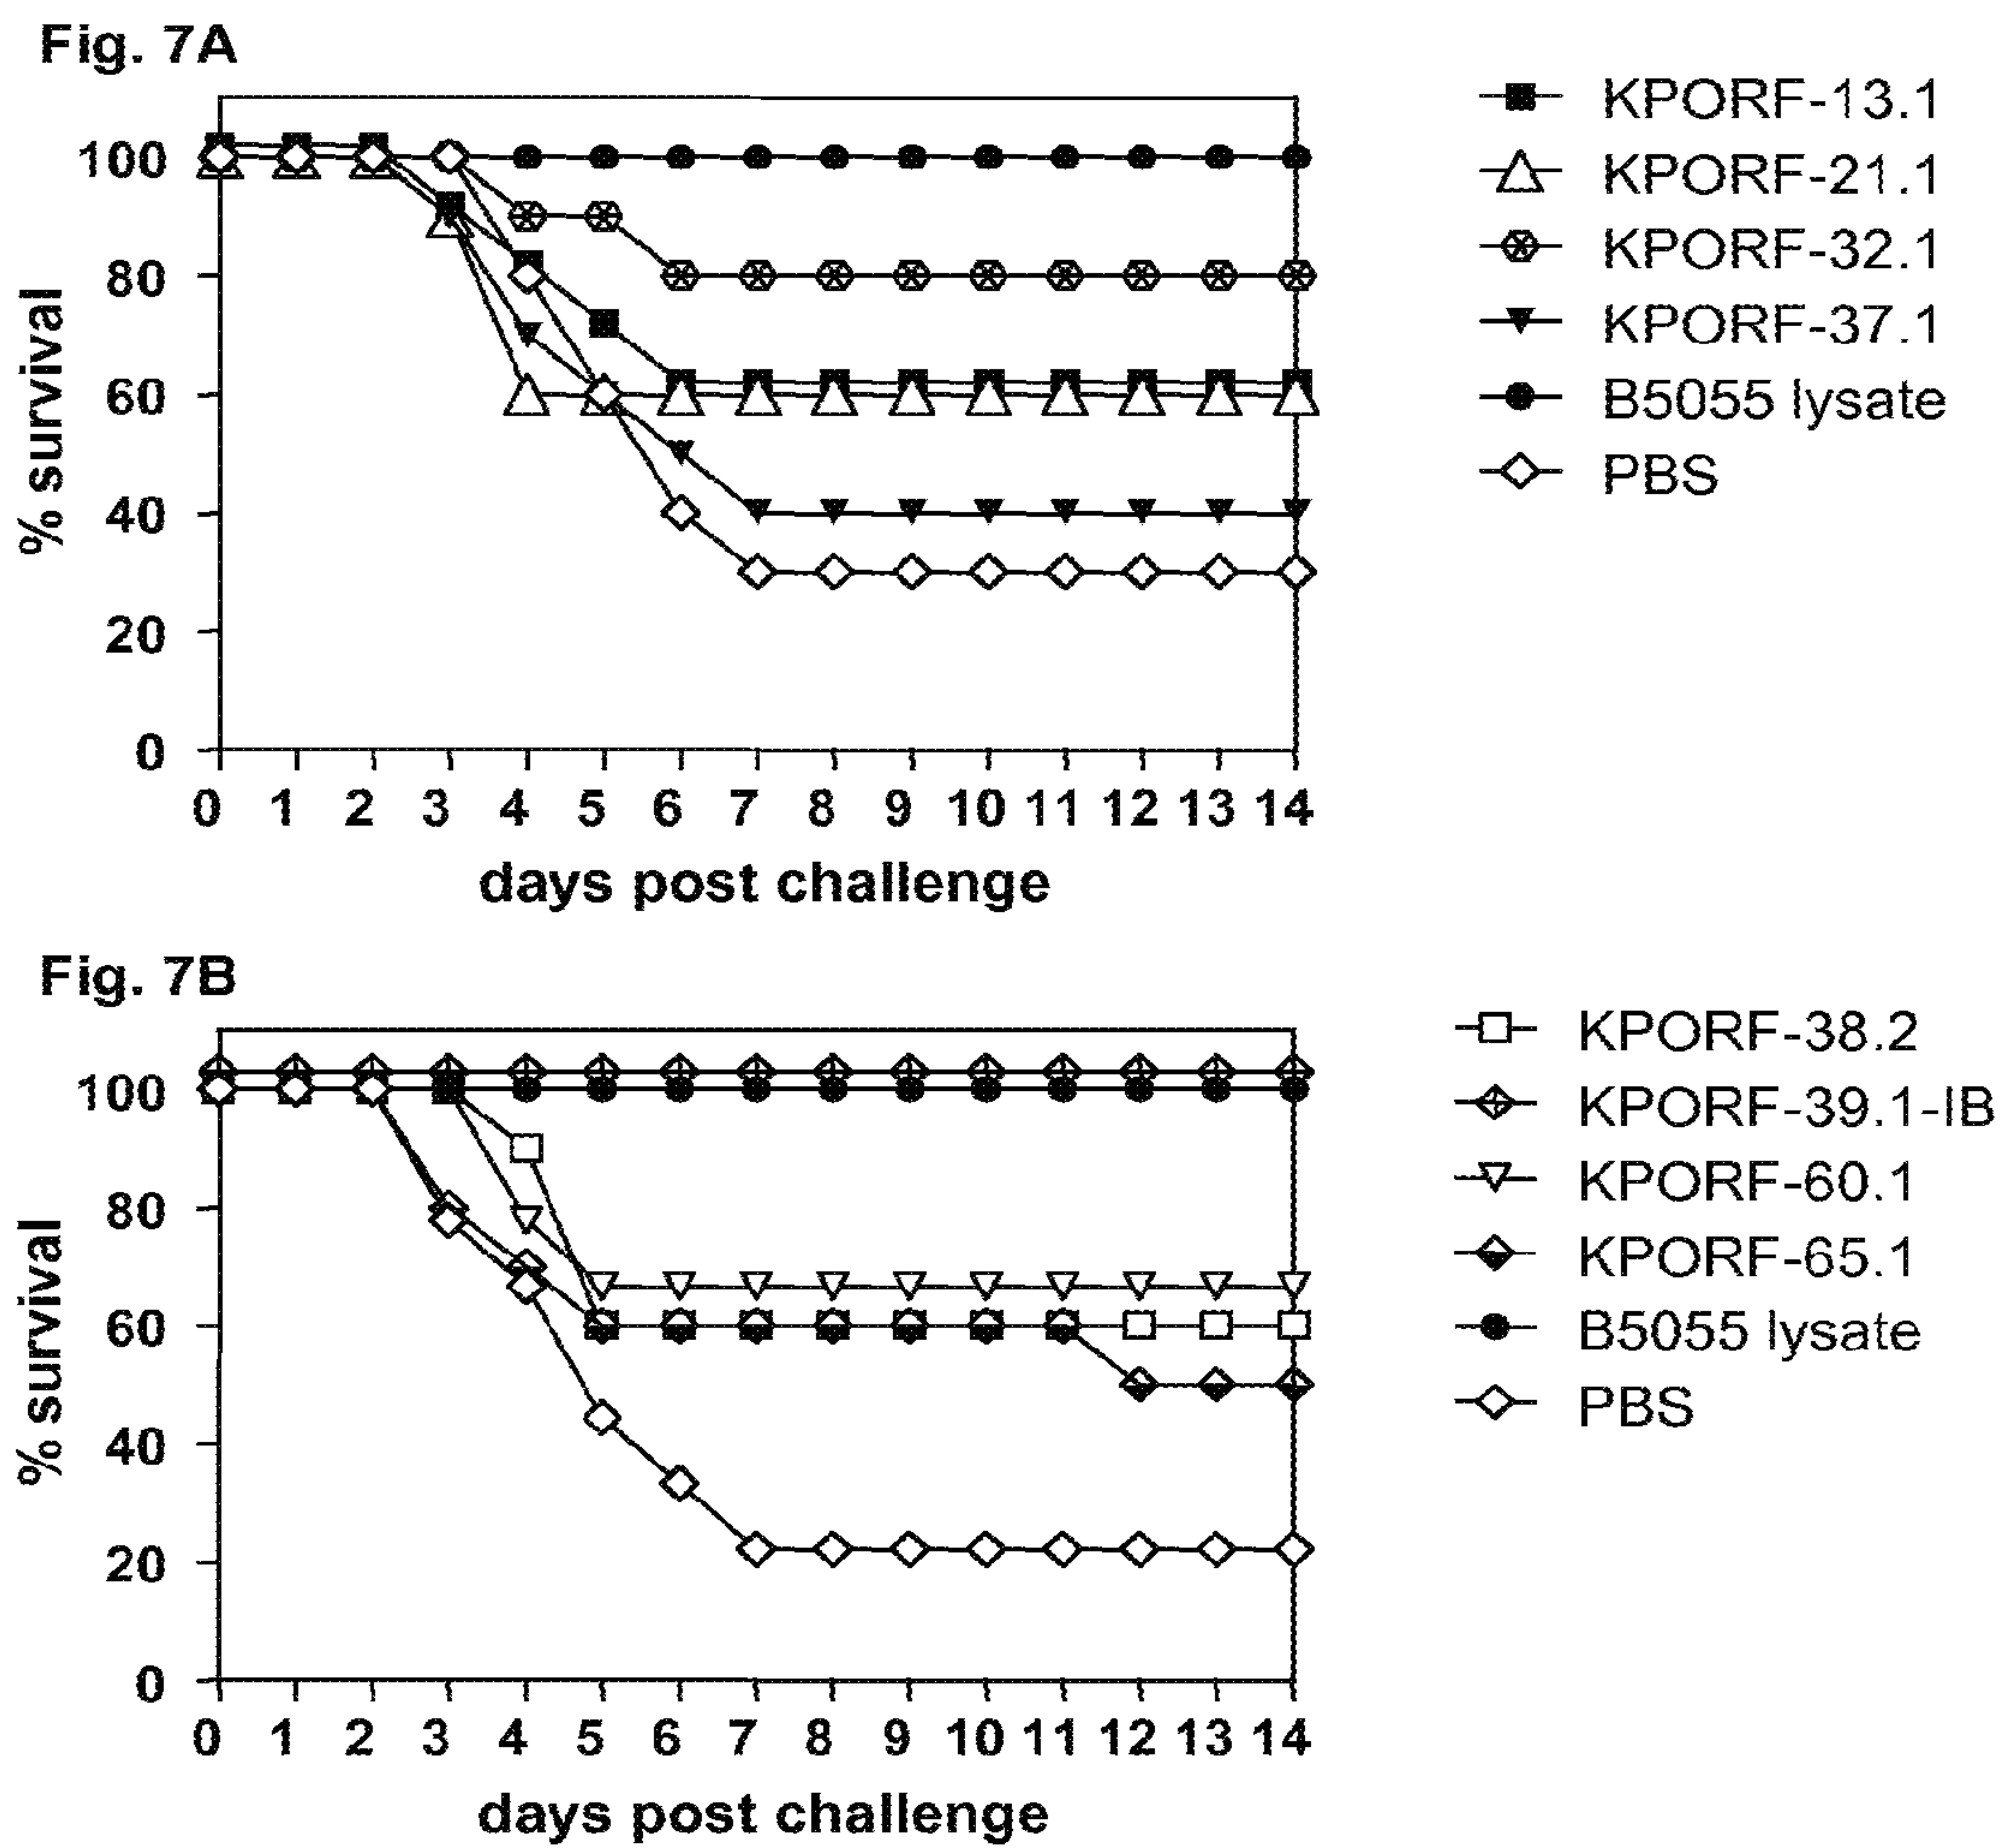 Fig. 7A
KPORF-13.1
KPORF-21.1
KPORF-32.1
KPORF-37.1
B5055 lysate
PBS
% survival
100
80
60
40
20
0
0 1 2 3 4 5 6 7 8 9 10 11 12 13 14
days post challenge
Fig. 7B
KPORF-38.2
KPORF-39.1-IB
KPORF-60.1
KPORF-65.1
B5055 lysate
PBS
% survival
100
80
60
40
20
0
0 1 2 3 4 5 6 7 8 9 10 11 12 13 14
days post challenge